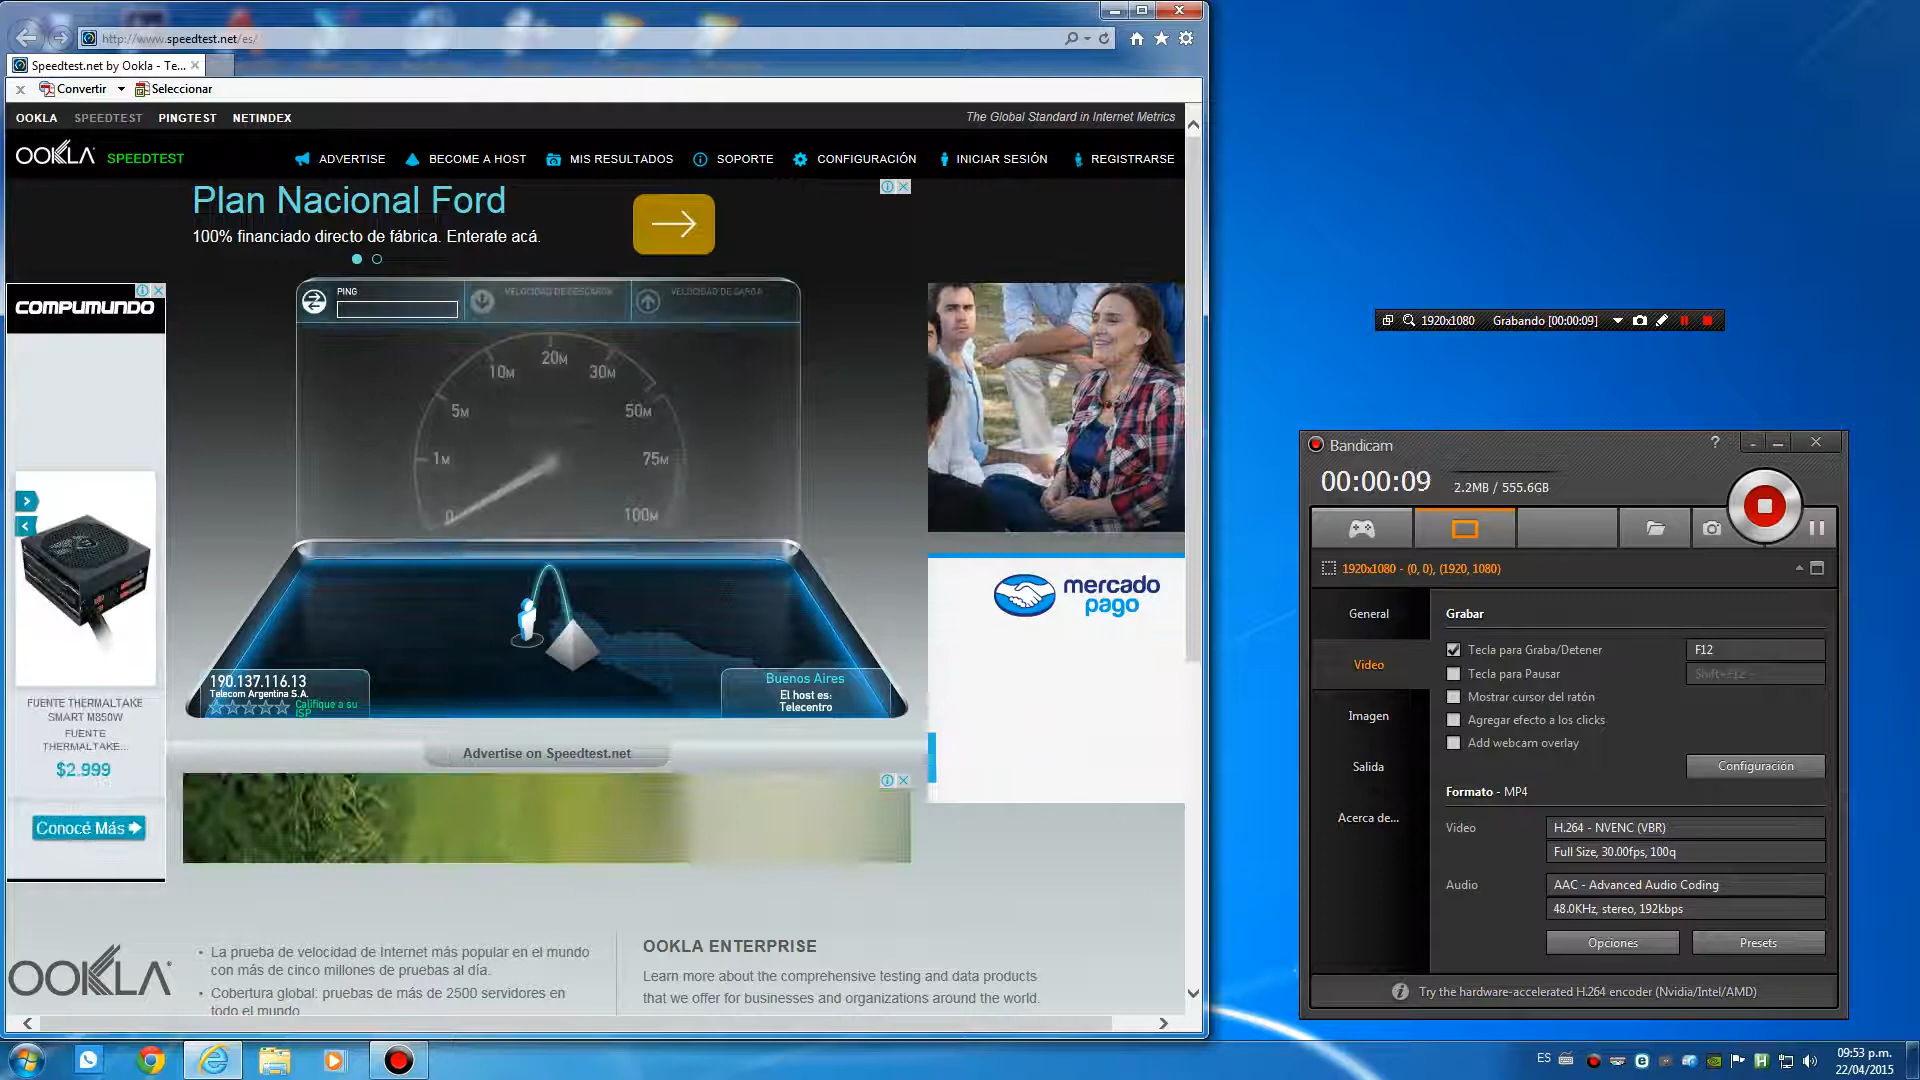 http://www.speedtest.net/es/
Speedtest.net by Ookla - Te...
Convertir
Seleccionar
OOKLA SPEEDTEST PINGTEST NETINDEX
The Global Standard in Internet Metrics
OOKLA SPEEDTEST
ADVERTISE BECOME A HOST MIS RESULTADOS SOPORTE CONFIGURACIÓN INICIAR SESIÓN REGISTRARSE
Plan Nacional Ford
100% financiado directo de fábrica. Enterate acá.
COMPUMUNDO
FUENTE THERMALTAKE
SMART M850W
FUENTE
THERMALTAKE...
$2.999
Conocé Más
PING
VELOCIDAD DE DESCARGA
VELOCIDAD DE CARGA
0
1M
5M
10M
20M
30M
50M
75M
100M
190.137.116.13
Telecom Argentina S.A.
Califique a su
ISP
Buenos Aires
El host es:
Telecentro
Advertise on Speedtest.net
mercado
pago
OOKLA
La prueba de velocidad de Internet más popular en el mundo
con más de cinco millones de pruebas al día.
Cobertura global: pruebas de más de 2500 servidores en
todo el mundo
OOKLA ENTERPRISE
Learn more about the comprehensive testing and data products
that we offer for businesses and organizations around the world.
1920x1080 Grabando [00:00:09]
Bandicam
?
00:00:09
2.2MB / 555.6GB
1920x1080 - (0, 0), (1920, 1080)
General
Video
Imagen
Salida
Acerca de...
Grabar
Tecla para Graba/Detener F12
Tecla para Pausar Shift+F12
Mostrar cursor del ratón
Agregar efecto a los clicks
Add webcam overlay
Configuración
Formato - MP4
Video H.264 - NVENC (VBR)
Full Size, 30.00fps, 100q
Audio AAC - Advanced Audio Coding
48.0KHz, stereo, 192kbps
Opciones Presets
Try the hardware-accelerated H.264 encoder (Nvidia/Intel/AMD)
ES
09:53 p.m.
22/04/2015